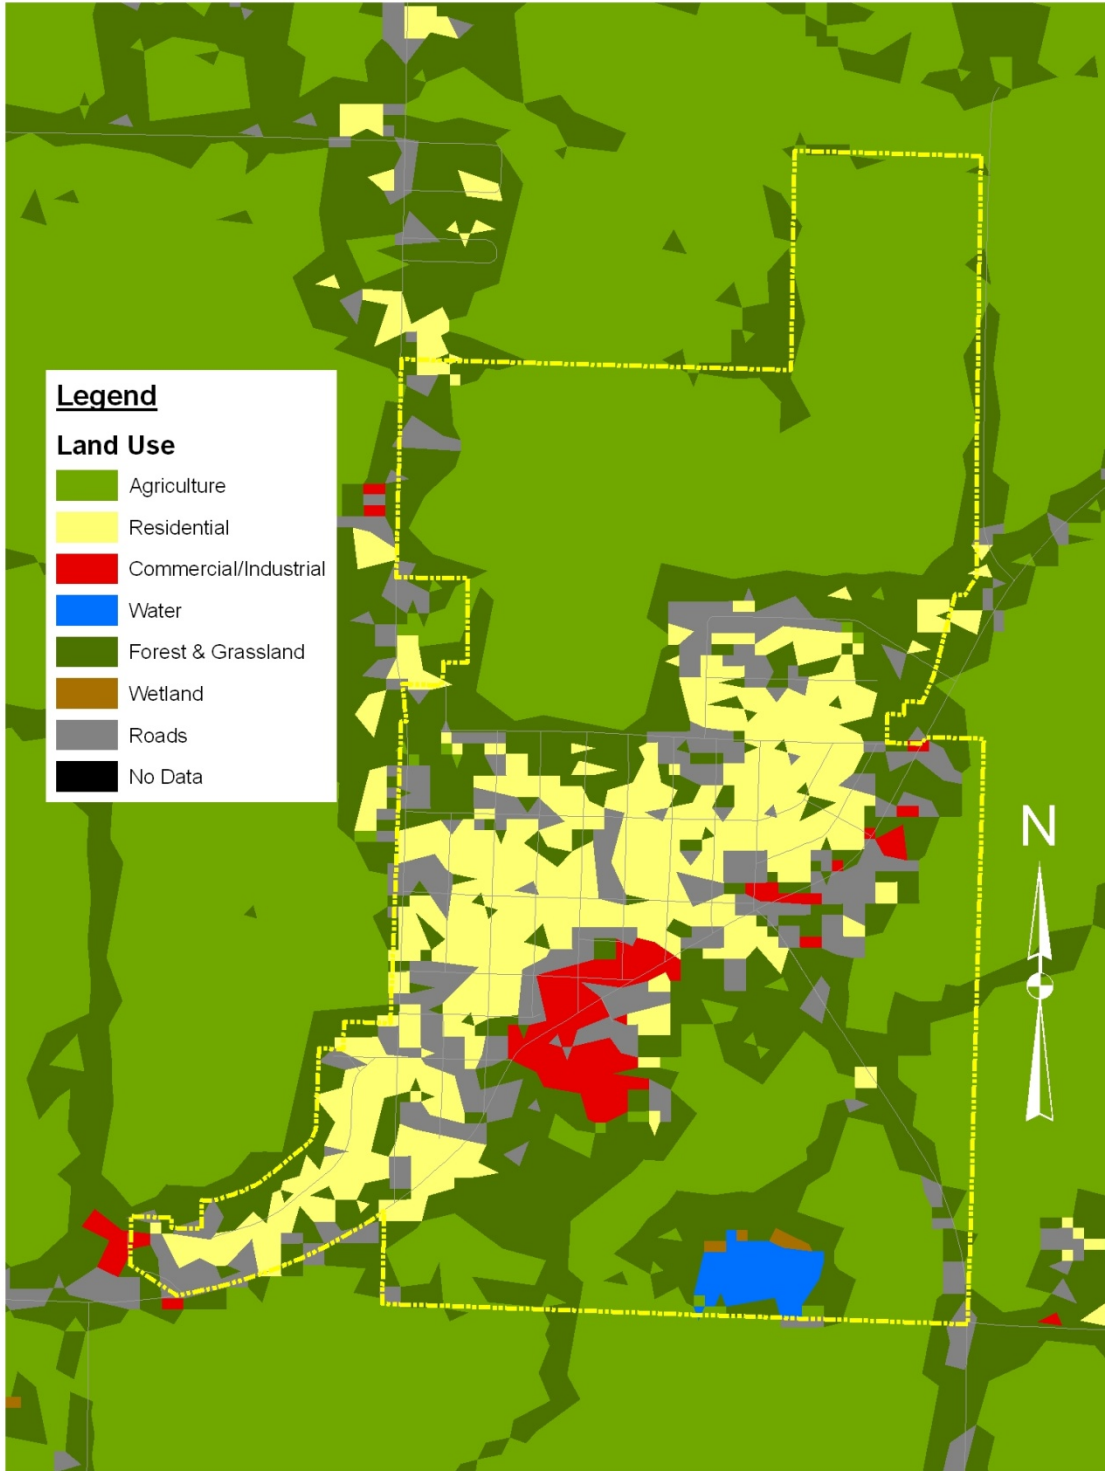 Legend
Land Use
Agriculture
Residential
Commercial/Industrial
Water
Forest & Grassland
Wetland
Roads
No Data
N